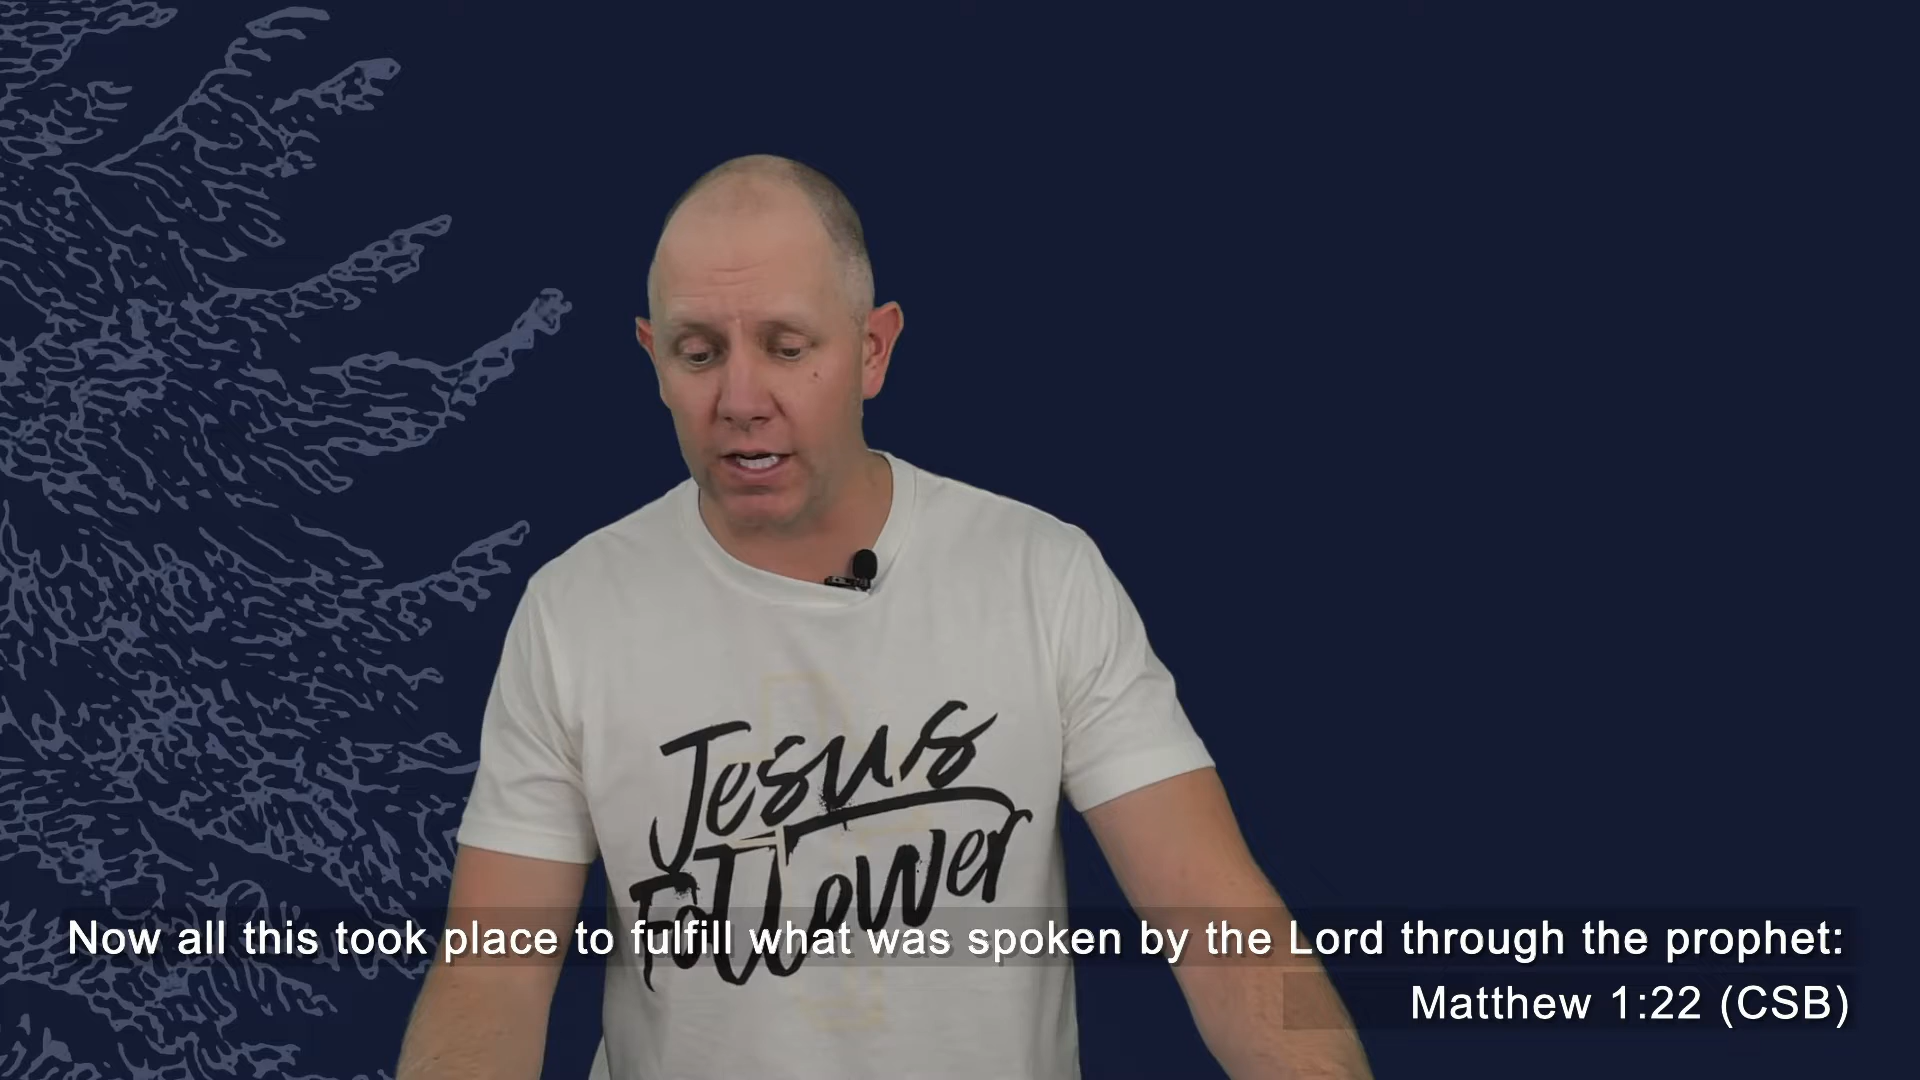 Jesus
Follower
Now all this took place to fulfill what was spoken by the Lord through the prophet:
Matthew 1:22 (CSB)